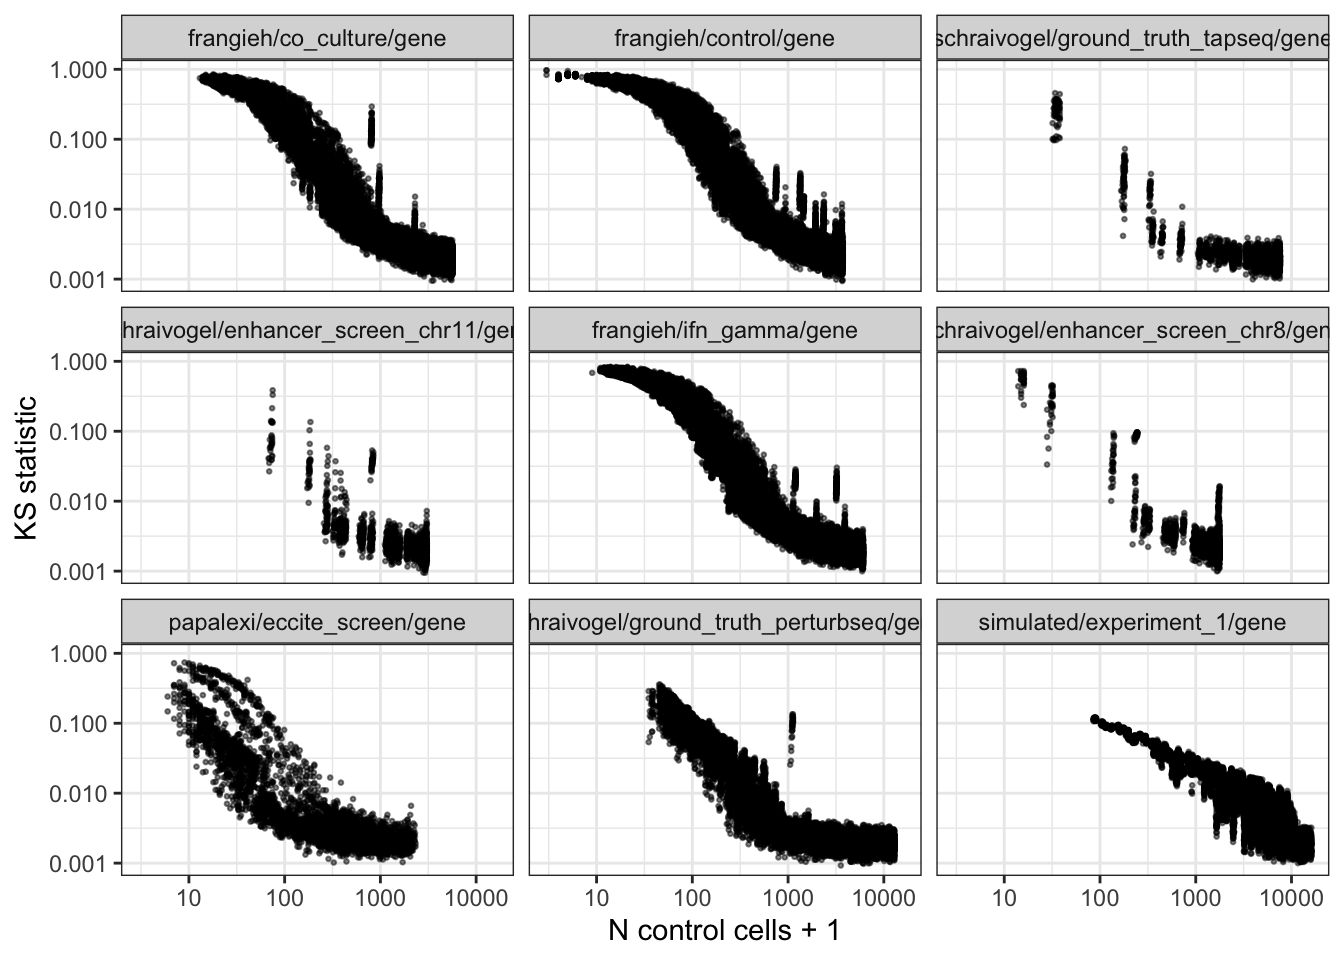 frangieh/co_culture/gene
frangieh/control/gene
schraivogel/ground_truth_tapseq/gene
1.000
0.100
0.010
0.001
hraivogel/enhancer_screen_chr11/ger
frangieh/ifn_gamma/gene
chraivogel/enhancer_screen_chr8/gen
1.000
0.100
0.010
0.001
KS statistic
papalexi/eccite_screen/gene
hraivogel/ground_truth_perturbseq/ge
simulated/experiment_1/gene
1.000
0.100
0.010
0.001
10 100 1000 10000
10 100 1000 10000
10 100 1000 10000
N control cells + 1